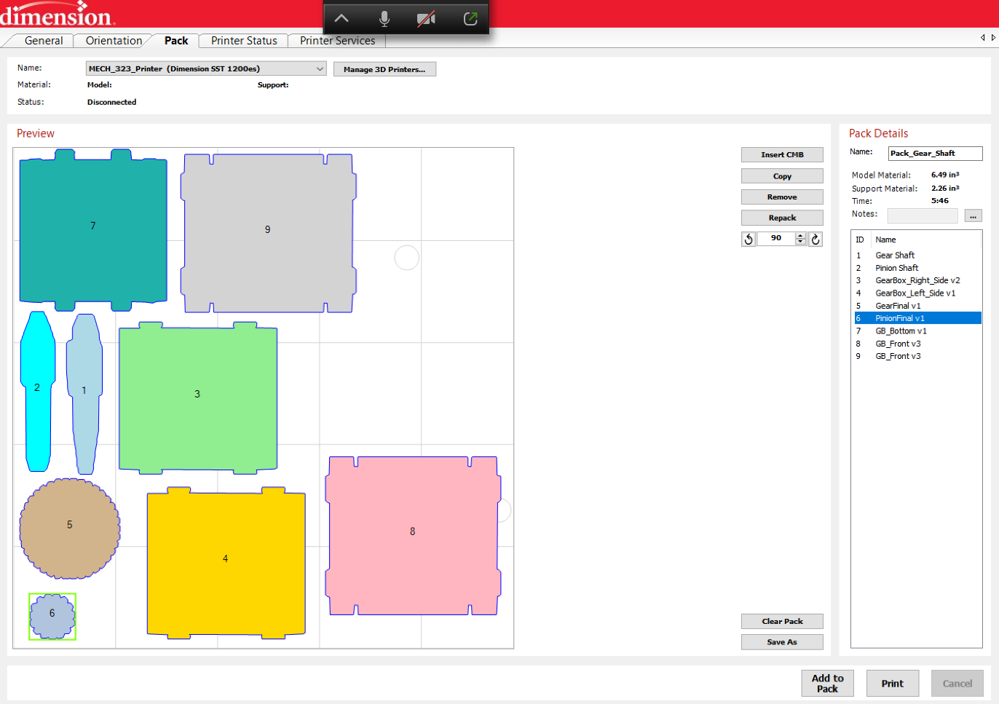 dimension.
General Orientation Pack Printer Status Printer Services
Name: MECH_323_Printer (Dimension SST 1200es) Manage 3D Printers...
Material: Model: Support:
Status: Disconnected
Preview
7
9
2
1
3
5
4
8
6
Insert CMB
Copy
Remove
Repack
90
Clear Pack
Save As
Pack Details
Name: Pack_Gear_Shaft
Model Material: 6.49 in³
Support Material: 2.26 in³
Time: 5:46
Notes: ...
ID Name
1 Gear Shaft
2 Pinion Shaft
3 GearBox_Right_Side v2
4 GearBox_Left_Side v1
5 GearFinal v1
6 PinionFinal v1
7 GB_Bottom v1
8 GB_Front v3
9 GB_Front v3
Add to
Pack
Print
Cancel